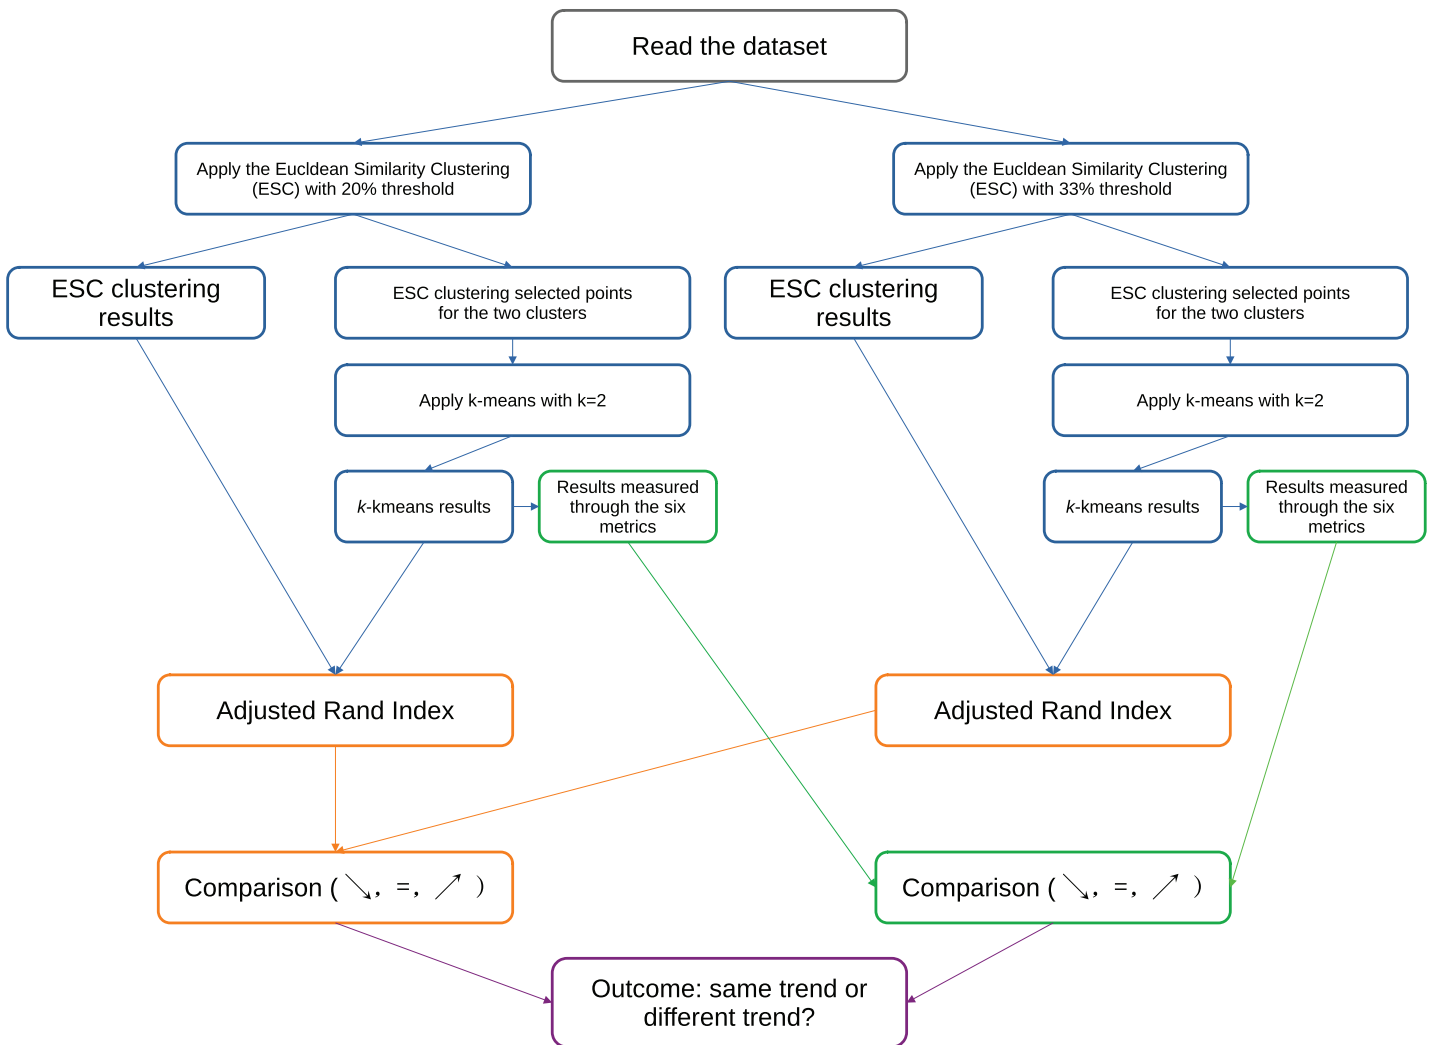 Read the dataset
Apply the Eucldean Similarity Clustering
(ESC) with 20% threshold
Apply the Eucldean Similarity Clustering
(ESC) with 33% threshold
ESC clustering
results
ESC clustering selected points
for the two clusters
ESC clustering
results
ESC clustering selected points
for the two clusters
Apply k-means with k=2
Apply k-means with k=2
k-kmeans results
Results measured
through the six
metrics
k-kmeans results
Results measured
through the six
metrics
Adjusted Rand Index
Adjusted Rand Index
Comparison (↘, =, ↗)
Comparison (↘, =, ↗)
Outcome: same trend or
different trend?